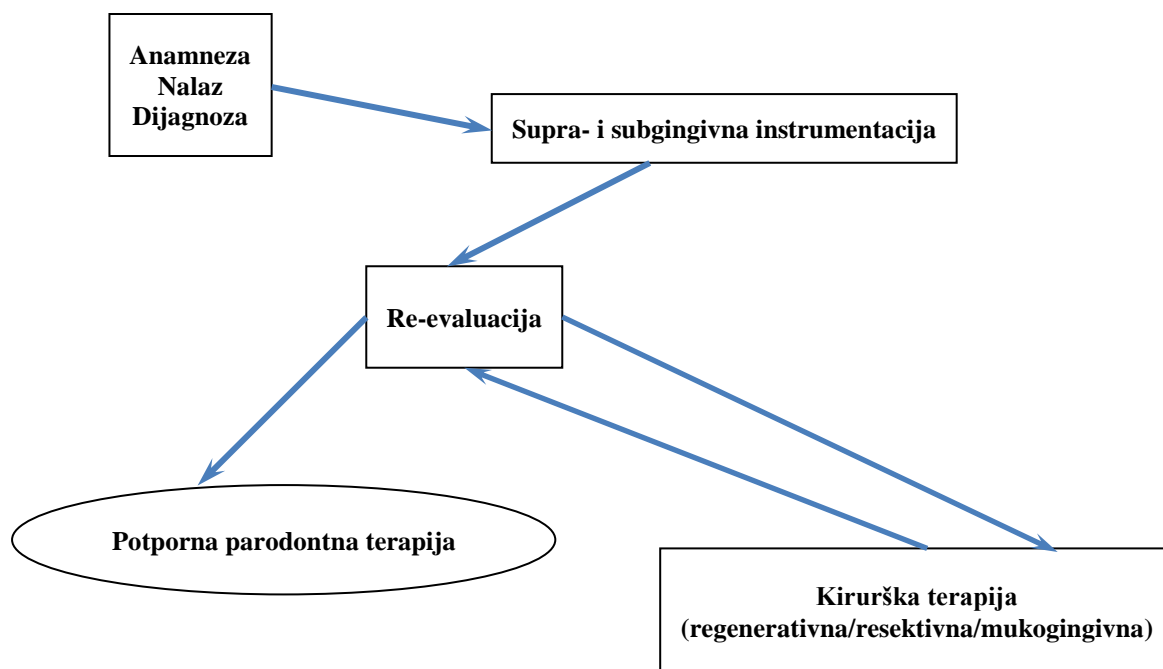 Anamneza
Nalaz
Dijagnoza
Supra- i subgingivna instrumentacija
Re-evaluacija
Potporna parodontna terapija
Kirurška terapija
(regenerativna/resektivna/mukogingivna)